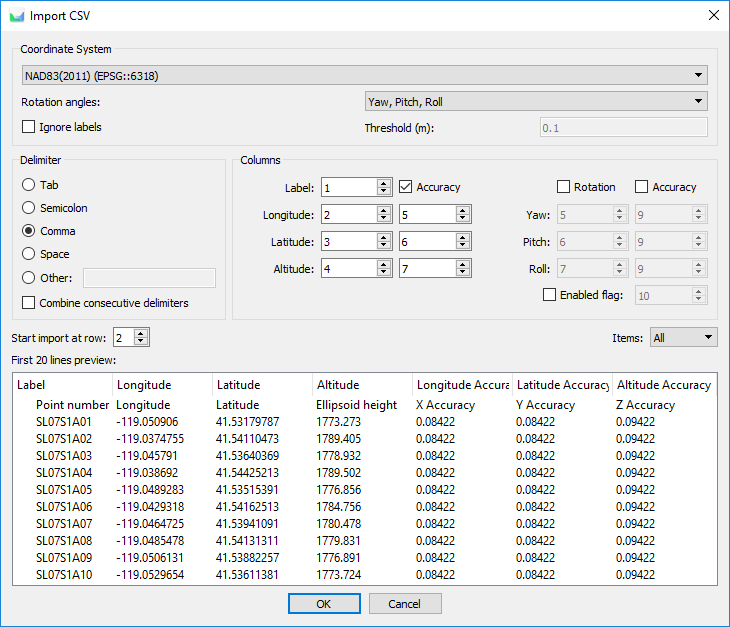 Import CSV
Coordinate System
NAD83(2011) (EPSG::6318)
Rotation angles: Yaw, Pitch, Roll
Ignore labels Threshold (m): 0.1
Delimiter
Tab
Semicolon
Comma
Space
Other:
Combine consecutive delimiters
Columns
Label: 1 Accuracy Rotation Accuracy
Longitude: 2 5 Yaw: 5 9
Latitude: 3 6 Pitch: 6 9
Altitude: 4 7 Roll: 7 9
Enabled flag: 10
Start import at row: 2 Items: All
First 20 lines preview:
Label Longitude Latitude Altitude Longitude Accura Latitude Accuracy Altitude Accuracy
Point number Longitude Latitude Ellipsoid height X Accuracy Y Accuracy Z Accuracy
SL07S1A01 -119.050906 41.53179787 1773.273 0.08422 0.08422 0.09422
SL07S1A02 -119.0474755 41.54110473 1789.405 0.08422 0.08422 0.09422
SL07S1A03 -119.045791 41.53640369 1778.932 0.08422 0.08422 0.09422
SL07S1A04 -119.038692 41.54425213 1789.502 0.08422 0.08422 0.09422
SL07S1A05 -119.0489283 41.53515391 1776.856 0.08422 0.08422 0.09422
SL07S1A06 -119.0429318 41.54162513 1784.756 0.08422 0.08422 0.09422
SL07S1A07 -119.0464725 41.53941091 1780.478 0.08422 0.08422 0.09422
SL07S1A08 -119.0485478 41.54131311 1779.831 0.08422 0.08422 0.09422
SL07S1A09 -119.0506131 41.53882257 1776.891 0.08422 0.08422 0.09422
SL07S1A10 -119.0529654 41.53611381 1773.724 0.08422 0.08422 0.09422
OK Cancel